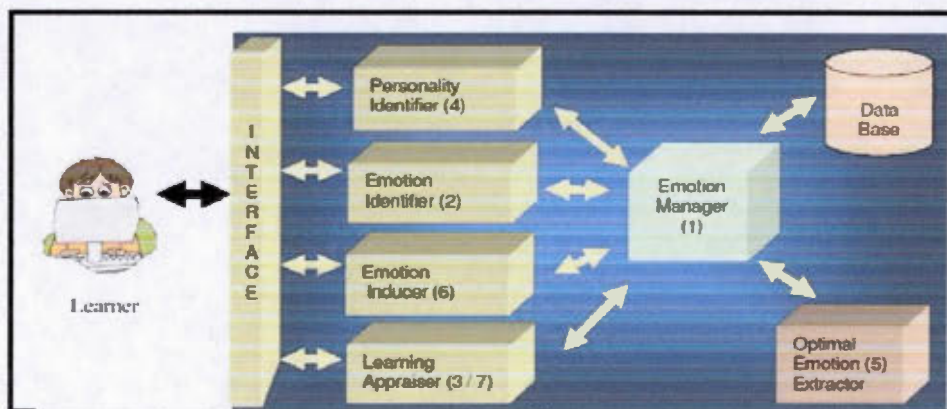 Learner
INTERFACE
Personality
Identifier (4)
Emotion
Identifier (2)
Emotion
Inducer (6)
Learning
Appraiser (3 / 7)
Emotion
Manager
(1)
Data
Base
Optimal
Emotion (5)
Extractor